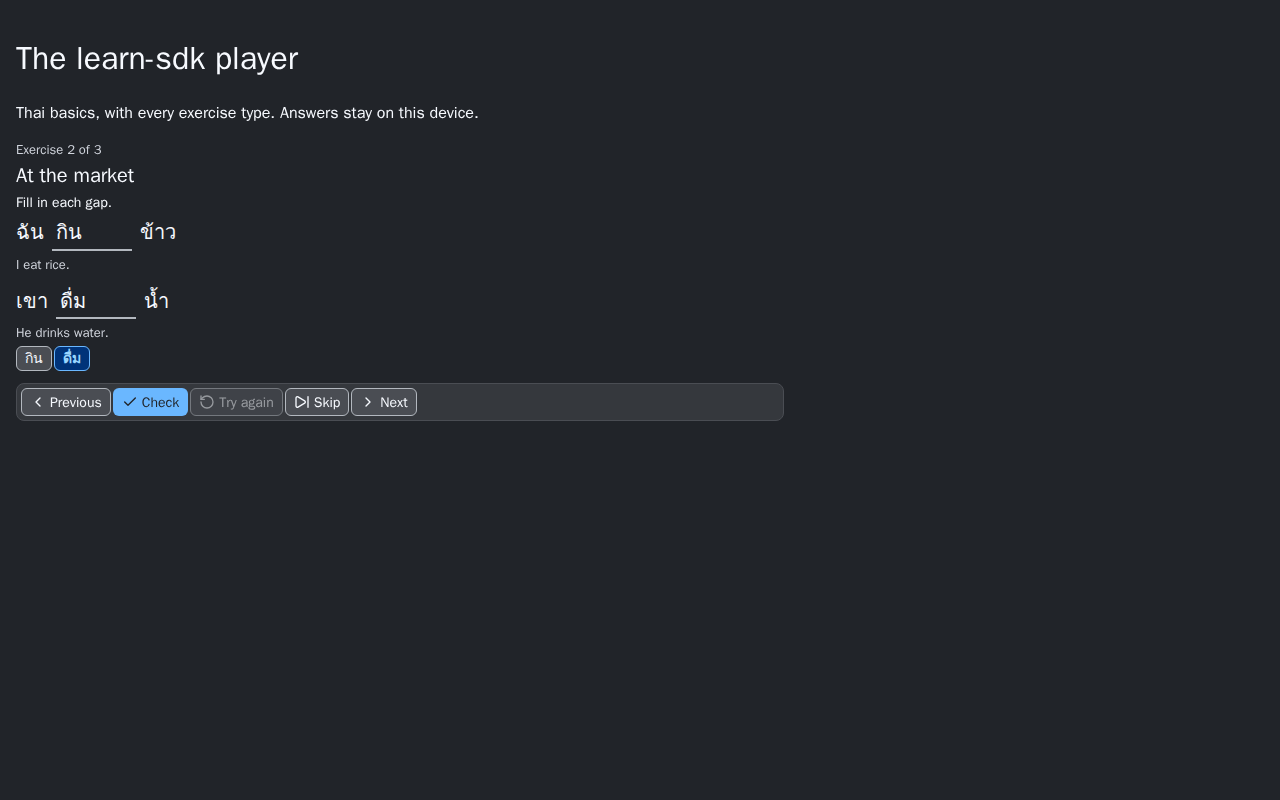 The learn-sdk player
Thai basics, with every exercise type. Answers stay on this device.
Exercise 2 of 3
At the market
Fill in each gap.
ฉัน กิน ข้าว
I eat rice.
เขา ดื่ม น้ำ
He drinks water.
กิน ดื่ม
Previous Check Try again Skip Next